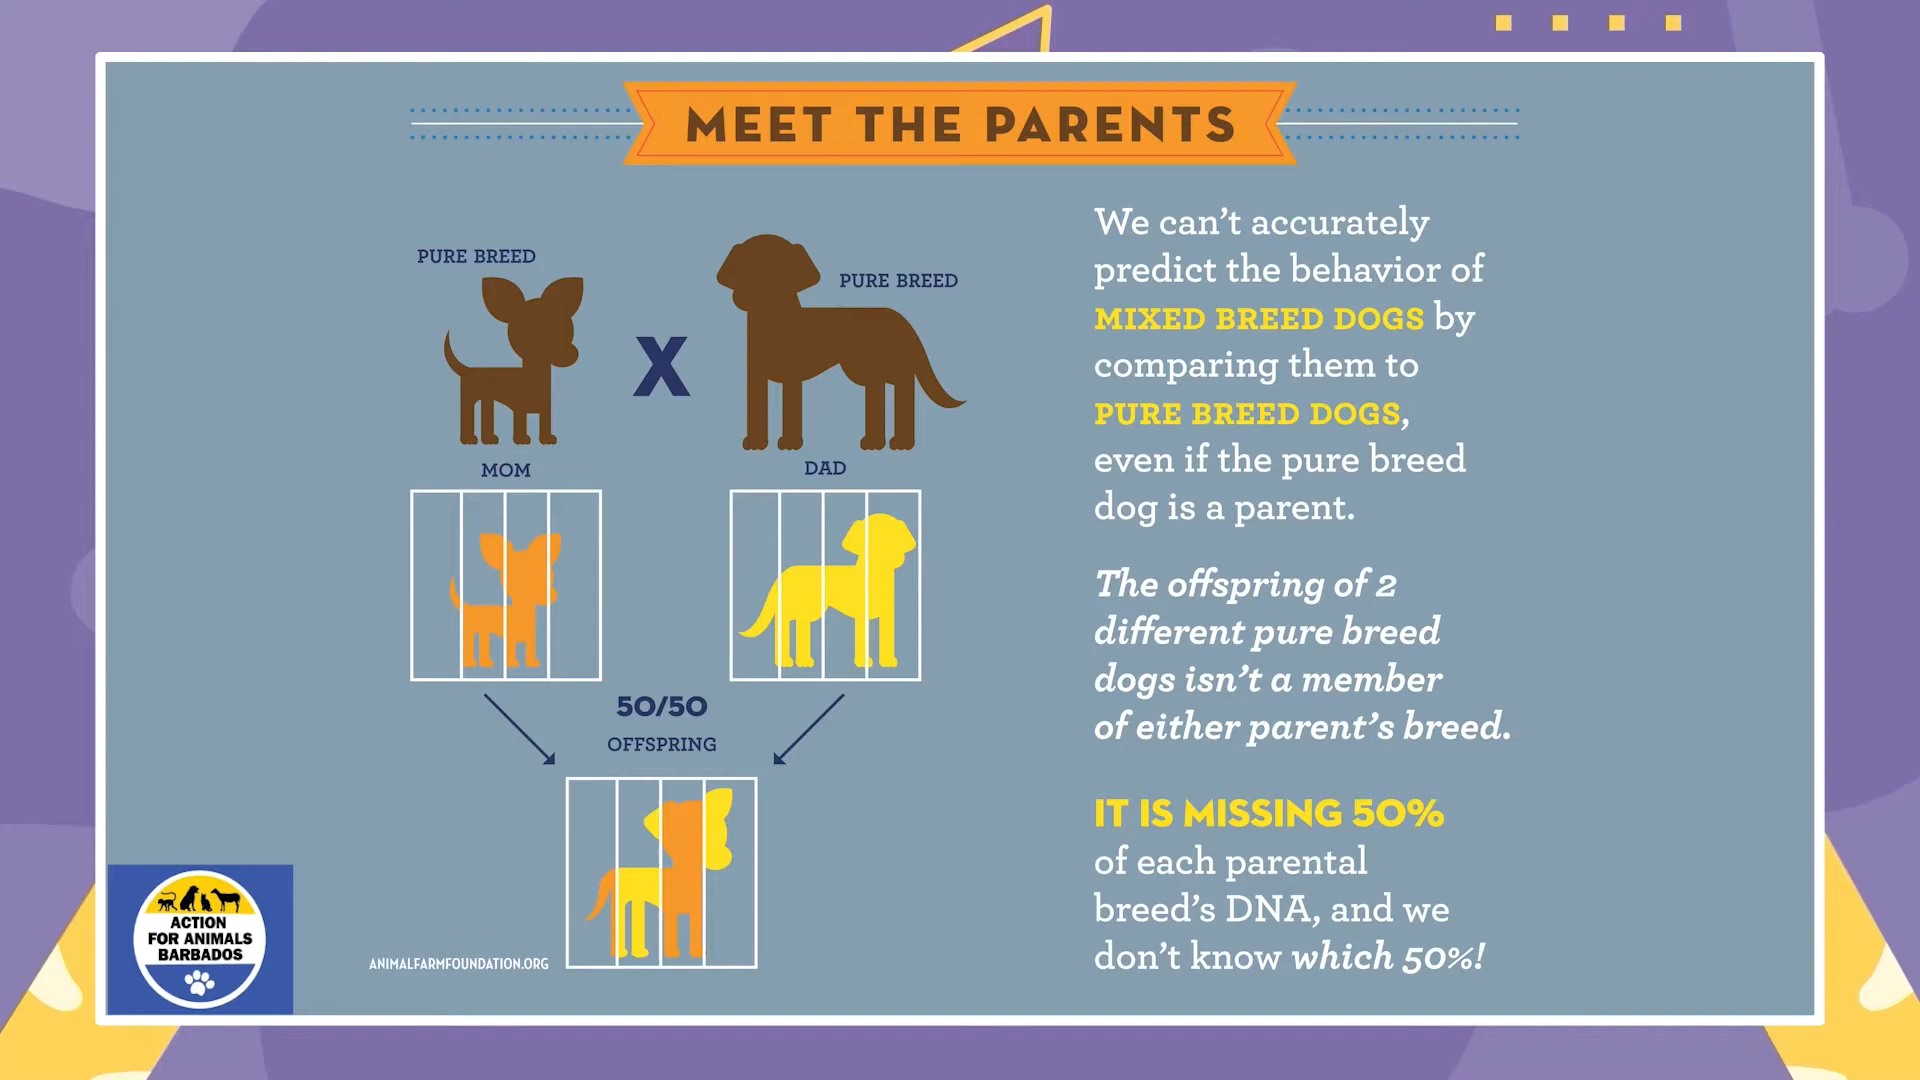 MEET THE PARENTS
PURE BREED
PURE BREED
X
MOM
DAD
50/50
OFFSPRING
ANIMALFARMFOUNDATION.ORG
We can't accurately
predict the behavior of
MIXED BREED DOGS by
comparing them to
PURE BREED DOGS,
even if the pure breed
dog is a parent.
The offspring of 2
different pure breed
dogs isn't a member
of either parent's breed.
IT IS MISSING 50%
of each parental
breed's DNA, and we
don't know which 50%!
ACTION
FOR ANIMALS
BARBADOS